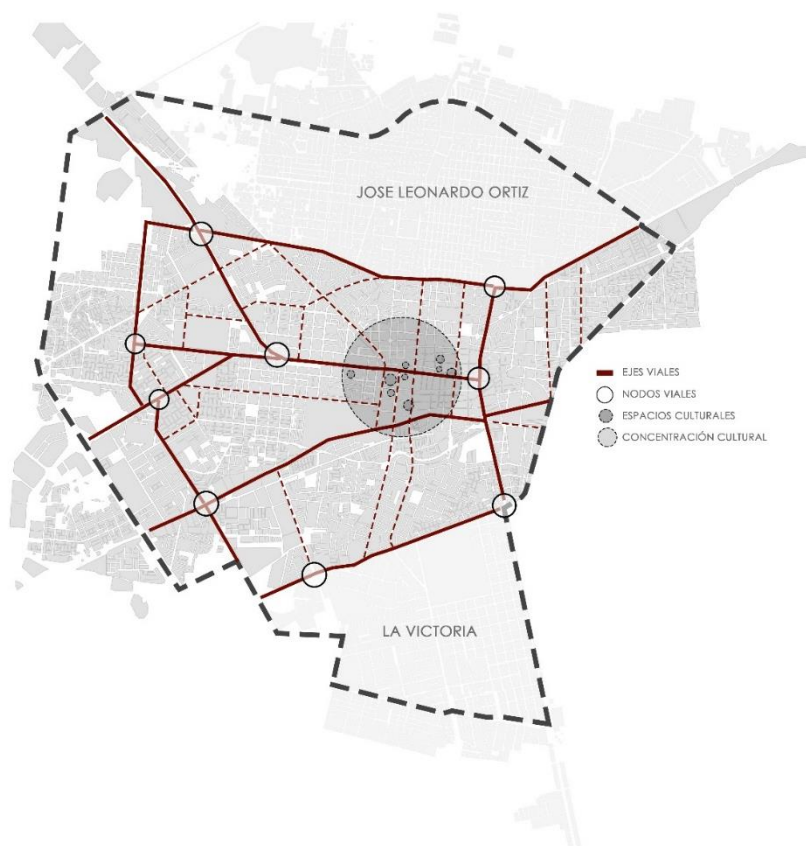 JOSE LEONARDO ORTIZ
EJES VIALES
NODOS VIALES
ESPACIOS CULTURALES
CONCENTRACIÓN CULTURAL
LA VICTORIA